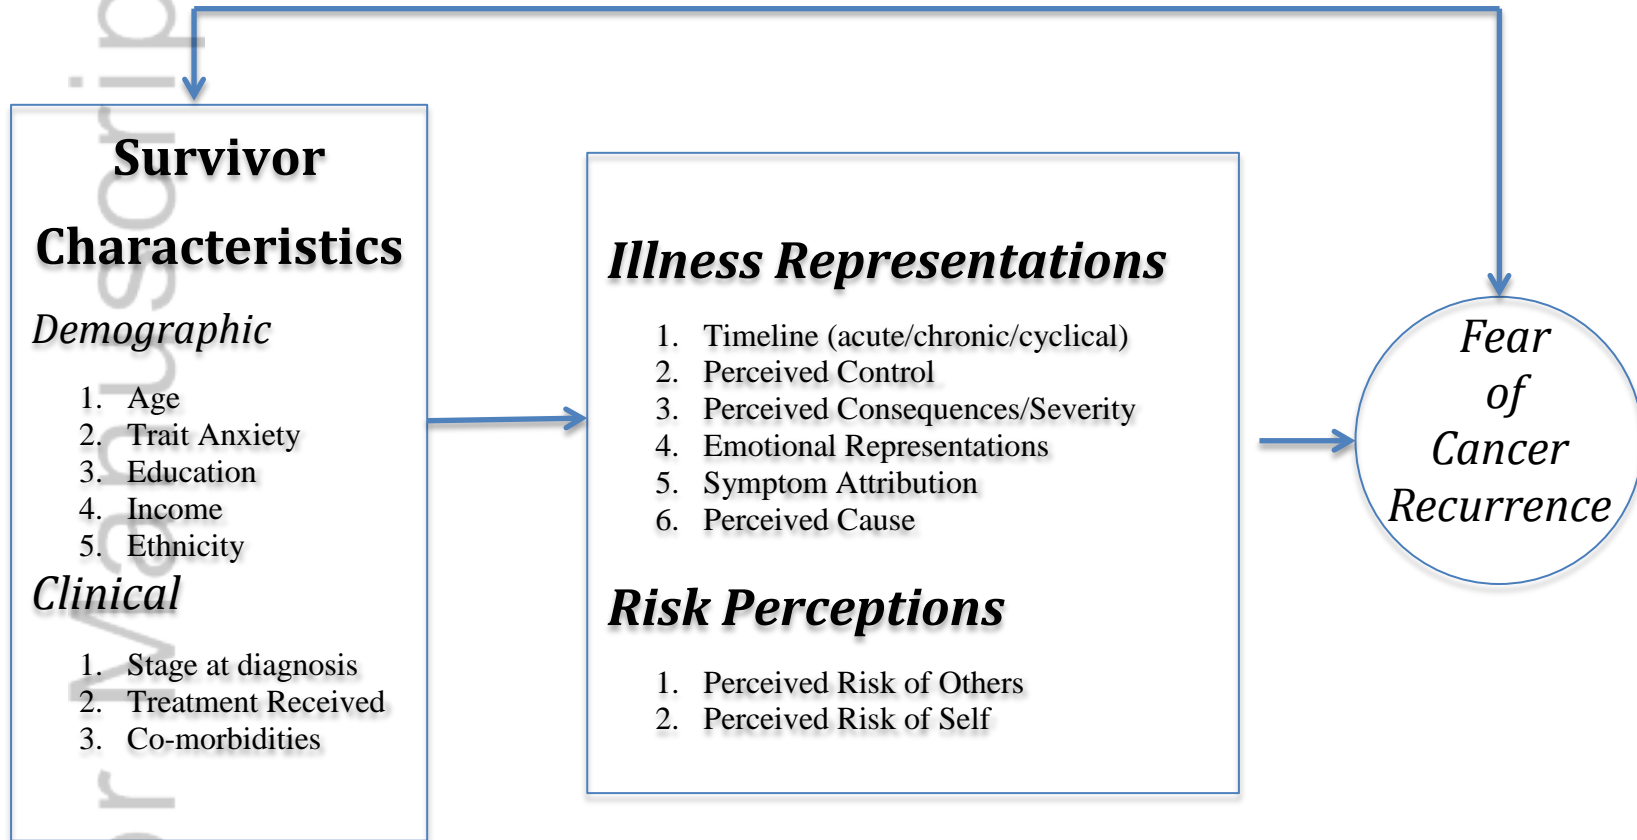 Survivor
Characteristics
Demographic
1. Age
2. Trait Anxiety
3. Education
4. Income
5. Ethnicity
Clinical
1. Stage at diagnosis
2. Treatment Received
3. Co-morbidities
Illness Representations
1. Timeline (acute/chronic/cyclical)
2. Perceived Control
3. Perceived Consequences/Severity
4. Emotional Representations
5. Symptom Attribution
6. Perceived Cause
Risk Perceptions
1. Perceived Risk of Others
2. Perceived Risk of Self
Fear
of
Cancer
Recurrence
r Manuscrip